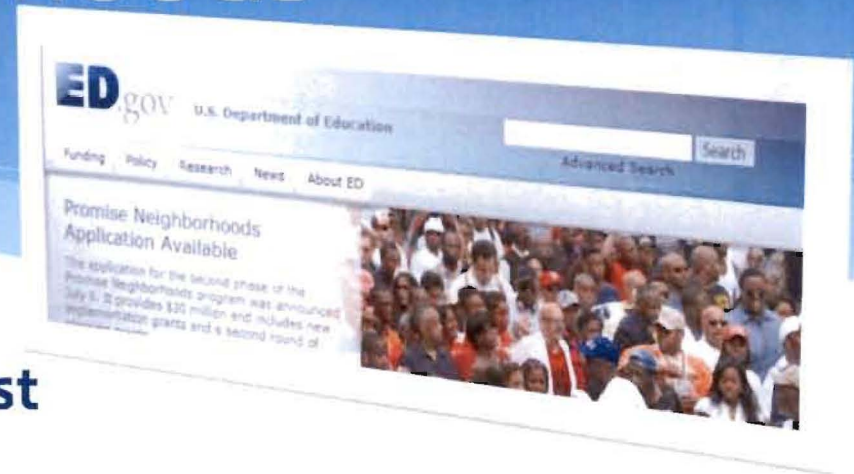 ED.gov U.S. Department of Education
Search
Advanced Search
Funding Policy Research News About ED
Promise Neighborhoods
Application Available
The application for the second phase of the
Promise Neighborhoods program was announced
July 6. It provides $30 million and includes new
implementation grants and a second round of
st